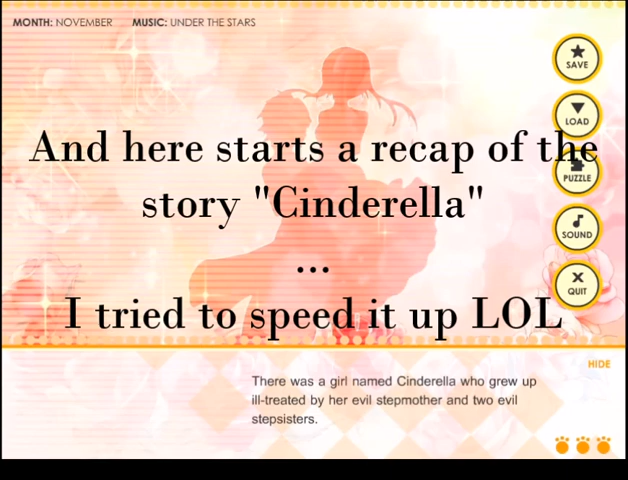 MONTH: NOVEMBER MUSIC: UNDER THE STARS
SAVE
LOAD
And here starts a recap of the
PUZZLE
story "Cinderella"
SOUND
...
QUIT
I tried to speed it up LOL
HIDE
There was a girl named Cinderella who grew up
ill-treated by her evil stepmother and two evil
stepsisters.